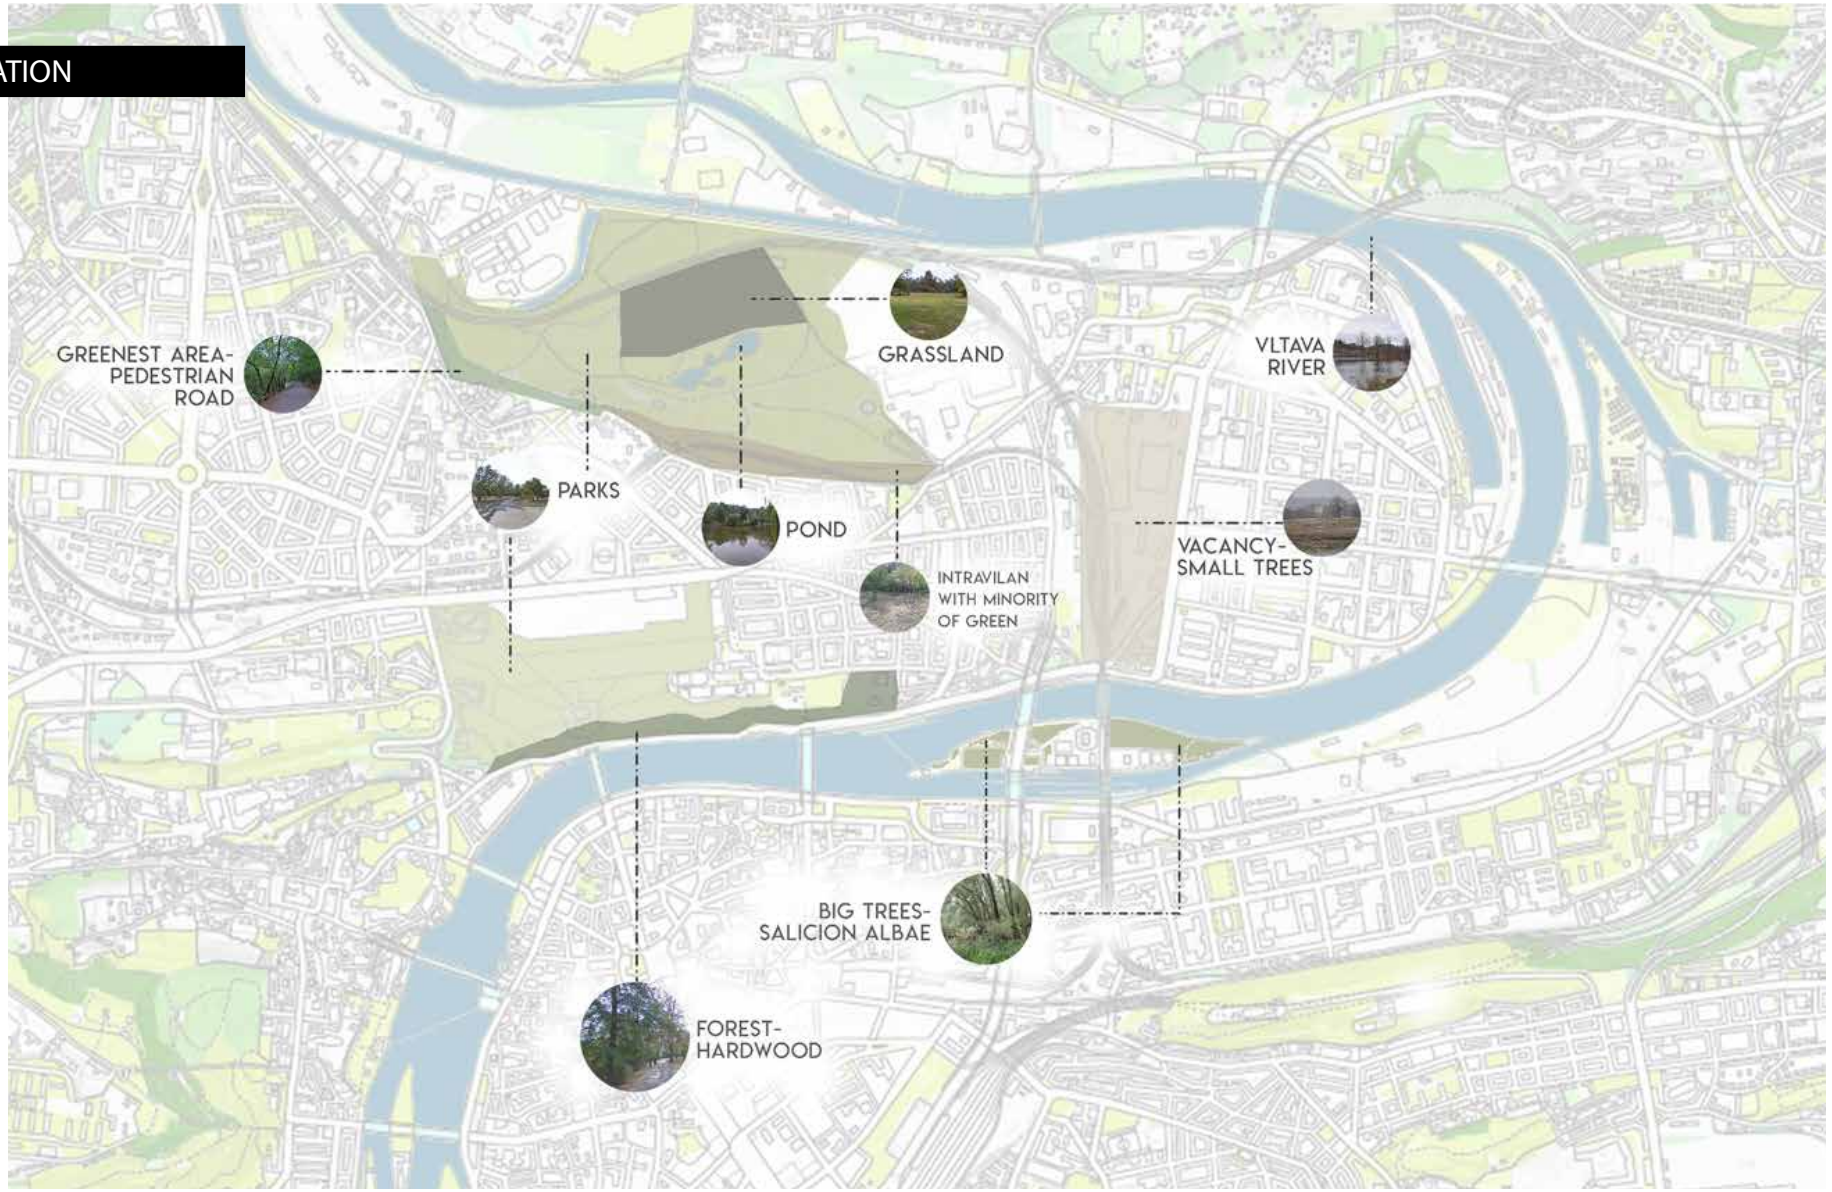 ATION
GREENEST AREA-
PEDESTRIAN
ROAD
GRASSLAND
VLTAVA
RIVER
PARKS
POND
INTRAVILAN
WITH MINORITY
OF GREEN
VACANCY-
SMALL TREES
BIG TREES-
SALICION ALBAE
FOREST-
HARDWOOD